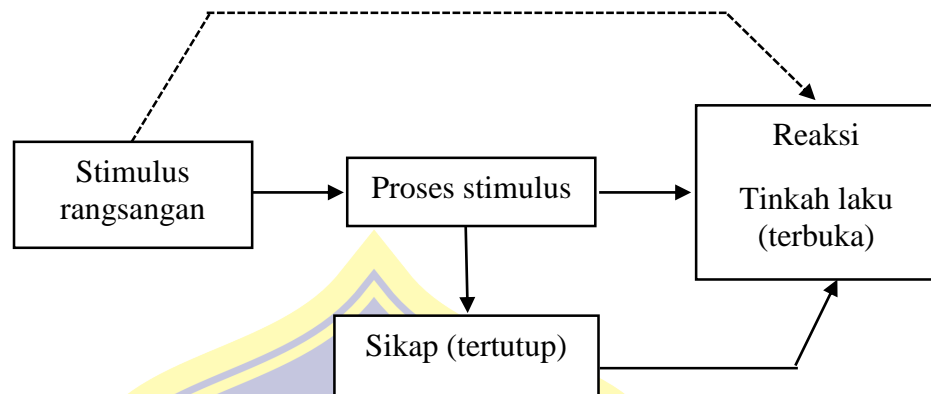 Stimulus
rangsangan
Proses stimulus
Reaksi
Tinkah laku
(terbuka)
Sikap (tertutup)